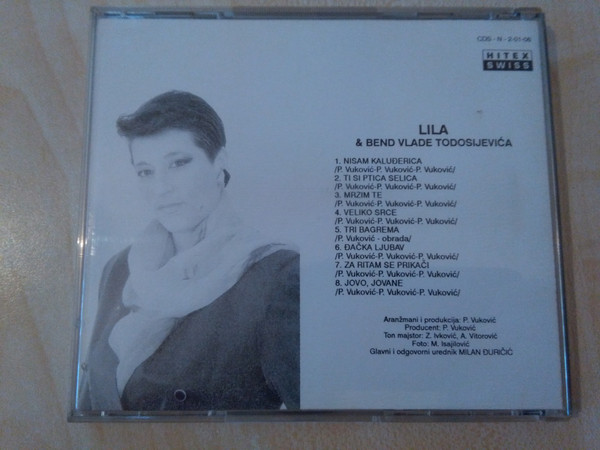 CDS - H - 2-01-06
HITEX
SWISS
LILA
& BEND VLADE TODOSIJEVIĆA
1. NISAM KALUĐERICA
/P. Vuković-P. Vuković-P. Vuković/
2. TI SI PTICA SELICA
/P. Vuković-P. Vuković-P. Vuković/
3. MRZIM TE
/P. Vuković-P. Vuković-P. Vuković/
4. VELIKO SRCE
/P. Vuković-P. Vuković-P. Vuković/
5. TRI BAGREMA
/P. Vuković - obrada/
6. ĐAČKA LJUBAV
/P. Vuković-P. Vuković-P. Vuković/
7. ZA RITAM SE PRIKAČI
/P. Vuković-P. Vuković-P. Vuković/
8. JOVO, JOVANE
/P. Vuković-P. Vuković-P. Vuković/
Aranžmani i produkcija: P. Vuković
Producent: P. Vuković
Ton majstor: Z. Ivković, A. Vitorović
Foto: M. Isajlović
Glavni i odgovorni urednik MILAN ĐURIČIĆ